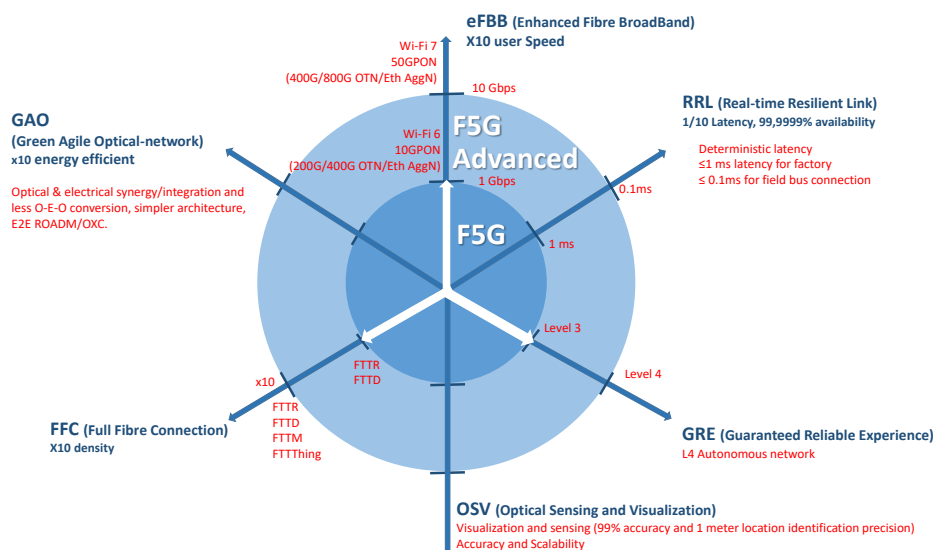 eFBB (Enhanced Fibre BroadBand)
X10 user Speed
Wi-Fi 7
50GPON
(400G/800G OTN/Eth AggN)
10 Gbps
GAO
(Green Agile Optical-network)
x10 energy efficient
Optical & electrical synergy/integration and
less O-E-O conversion, simpler architecture,
E2E ROADM/OXC.
Wi-Fi 6
10GPON
(200G/400G OTN/Eth AggN)
F5G
Advanced
1 Gbps
F5G
RRL (Real-time Resilient Link)
1/10 Latency, 99,9999% availability
Deterministic latency
≤1 ms latency for factory
≤ 0.1ms for field bus connection
0.1ms
1 ms
Level 3
Level 4
FTTR
FTTD
x10
FTTR
FTTD
FTTM
FTTThing
FFC (Full Fibre Connection)
X10 density
GRE (Guaranteed Reliable Experience)
L4 Autonomous network
OSV (Optical Sensing and Visualization)
Visualization and sensing (99% accuracy and 1 meter location identification precision)
Accuracy and Scalability